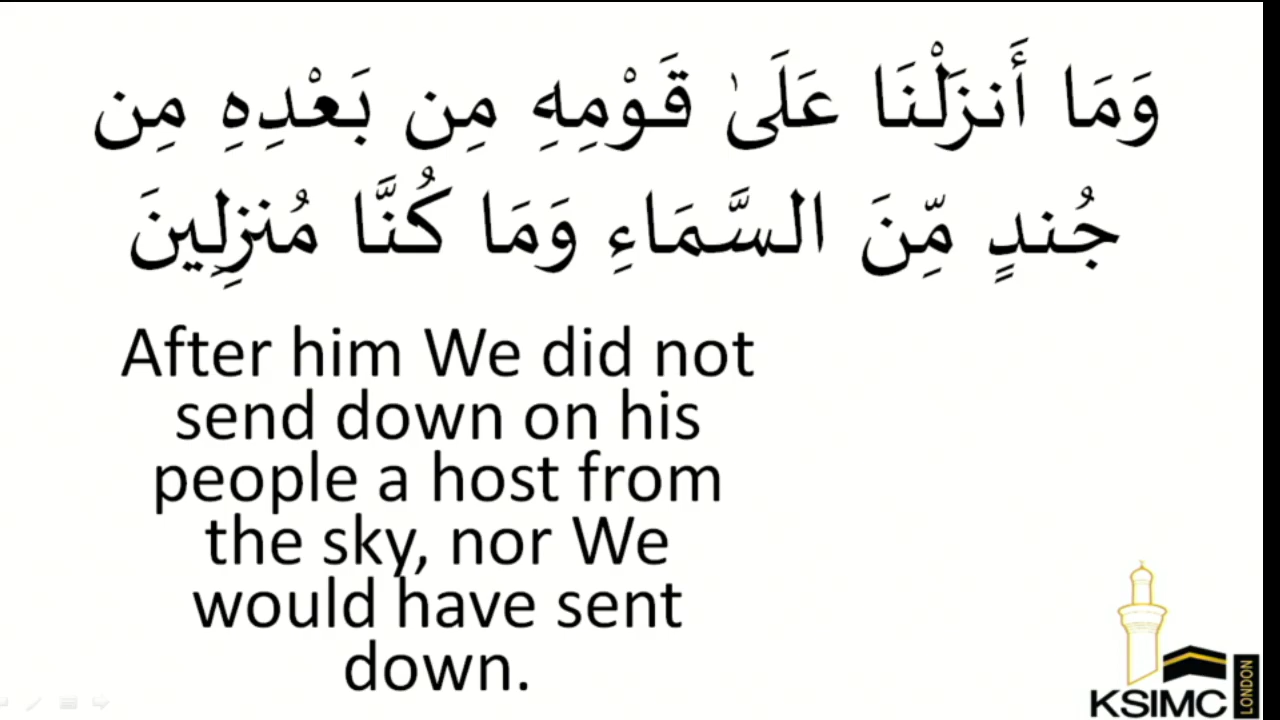 وَمَا أَنزَلْنَا عَلَىٰ قَوْمِهِ مِن بَعْدِهِ مِن
جُندٍ مِّنَ السَّمَاءِ وَمَا كُنَّا مُنزِلِينَ
After him We did not
send down on his
people a host from
the sky, nor We
would have sent
down.
KSIMC
LONDON